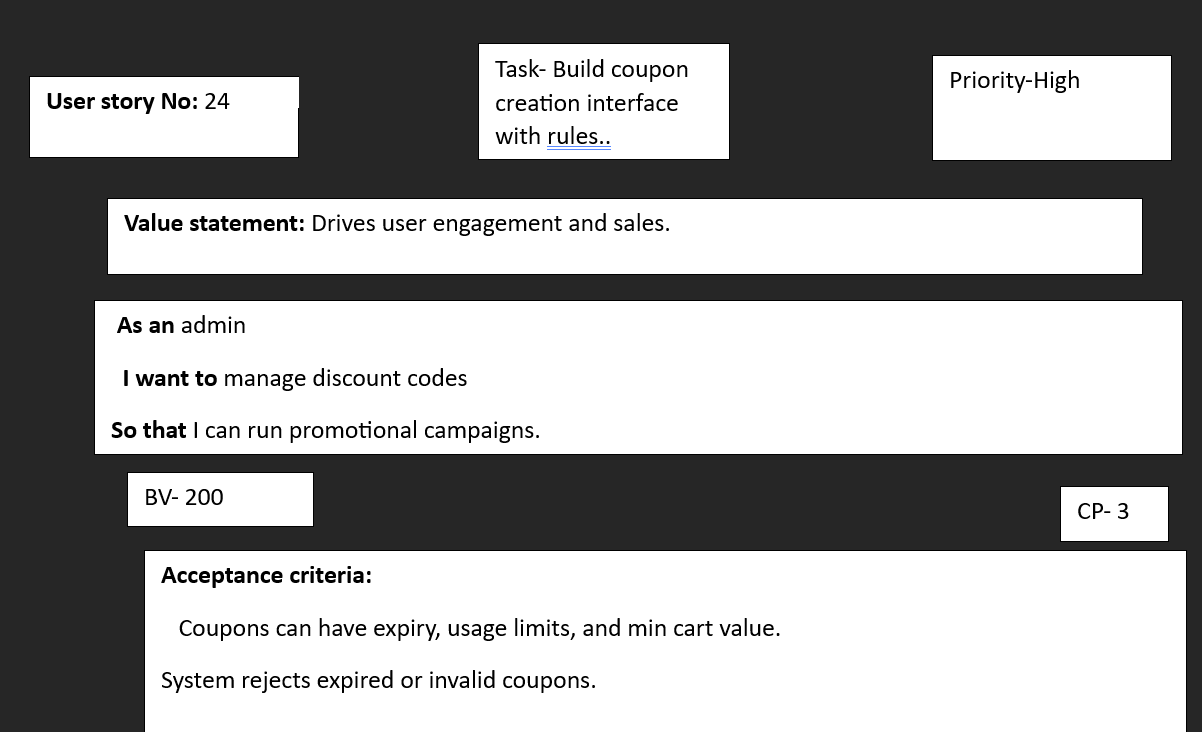 User story No: 24
Task- Build coupon
creation interface
with rules..
Priority-High
Value statement: Drives user engagement and sales.
As an admin
I want to manage discount codes
So that I can run promotional campaigns.
BV- 200
CP- 3
Acceptance criteria:
Coupons can have expiry, usage limits, and min cart value.
System rejects expired or invalid coupons.